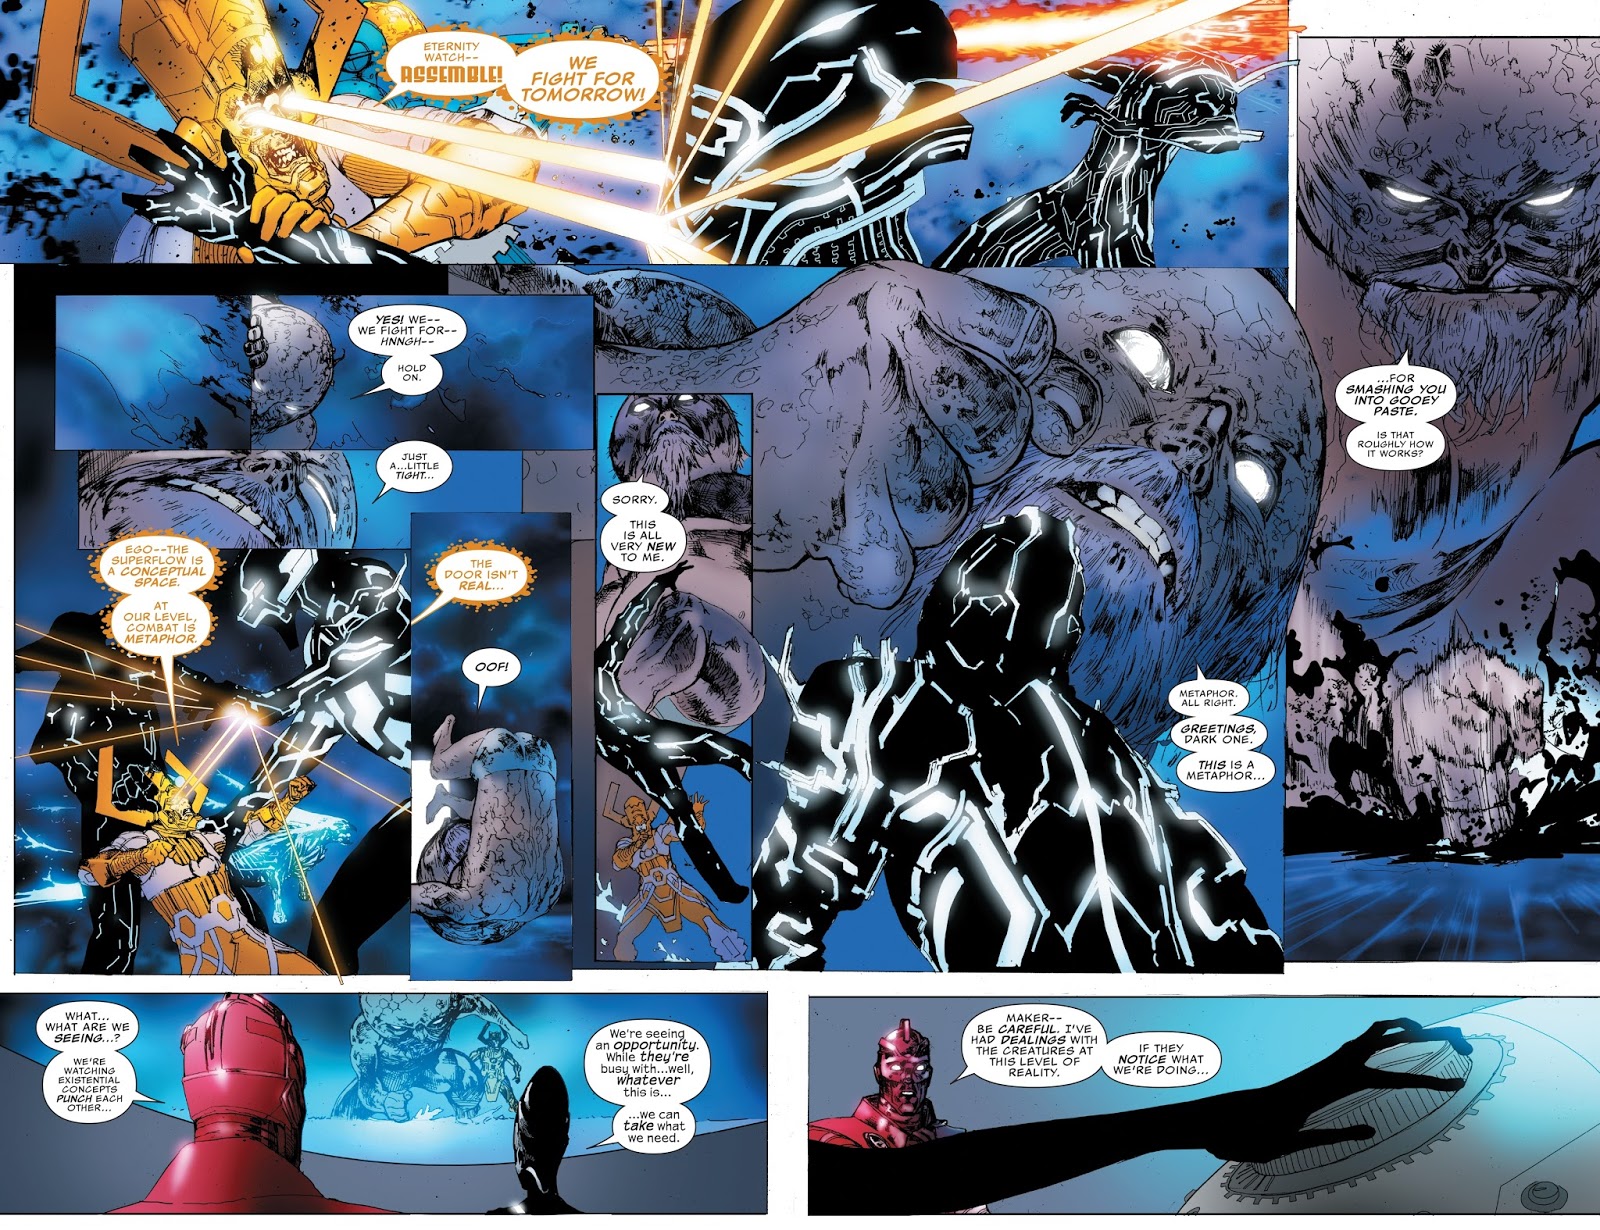 ETERNITY
WATCH--
ASSEMBLE!
WE
FIGHT FOR
TOMORROW!
YES! WE--
WE FIGHT FOR--
HNNGH--
HOLD
ON.
JUST
A...LITTLE
TIGHT...
EGO--THE
SUPERFLOW IS
A CONCEPTUAL
SPACE.
AT
OUR LEVEL,
COMBAT IS
METAPHOR.
THE
DOOR ISN'T
REAL...
OOF!
SORRY.
THIS
IS ALL
VERY NEW
TO ME.
METAPHOR.
ALL RIGHT.
GREETINGS,
DARK ONE.
THIS IS A
METAPHOR...
...FOR
SMASHING YOU
INTO GOOEY
PASTE.
IS THAT
ROUGHLY HOW
IT WORKS?
WHAT...
WHAT ARE WE
SEEING...?
WE'RE
WATCHING
EXISTENTIAL
CONCEPTS
PUNCH EACH
OTHER...
We're seeing
an opportunity.
While they're
busy with...well,
whatever
this is...
...we can
take what
we need.
MAKER--
BE CAREFUL. I'VE
HAD DEALINGS WITH
THE CREATURES AT
THIS LEVEL OF
REALITY.
IF THEY
NOTICE WHAT
WE'RE DOING...